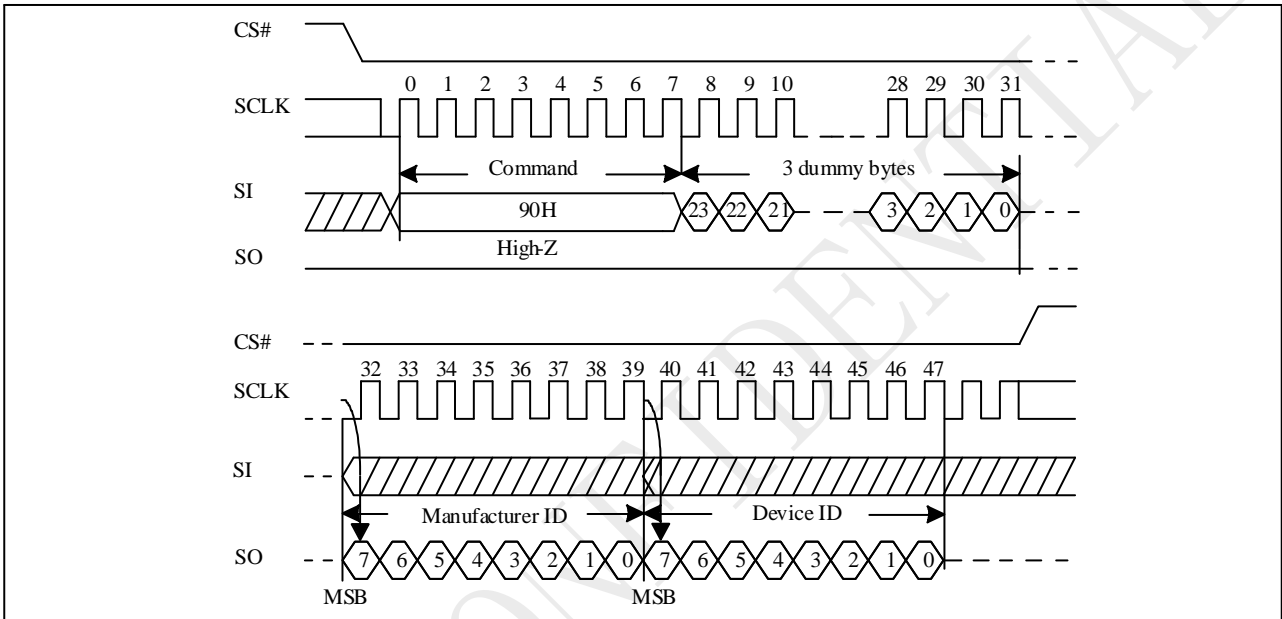 CS#
0 1 2 3 4 5 6 7 8 9 10 28 29 30 31
SCLK
Command 3 dummy bytes
SI
90H 23 22 21 3 2 1 0
High-Z
SO
CS#
32 33 34 35 36 37 38 39 40 41 42 43 44 45 46 47
SCLK
SI
Manufacturer ID Device ID
SO 7 6 5 4 3 2 1 0 7 6 5 4 3 2 1 0
MSB MSB
ONFIDENTIAL